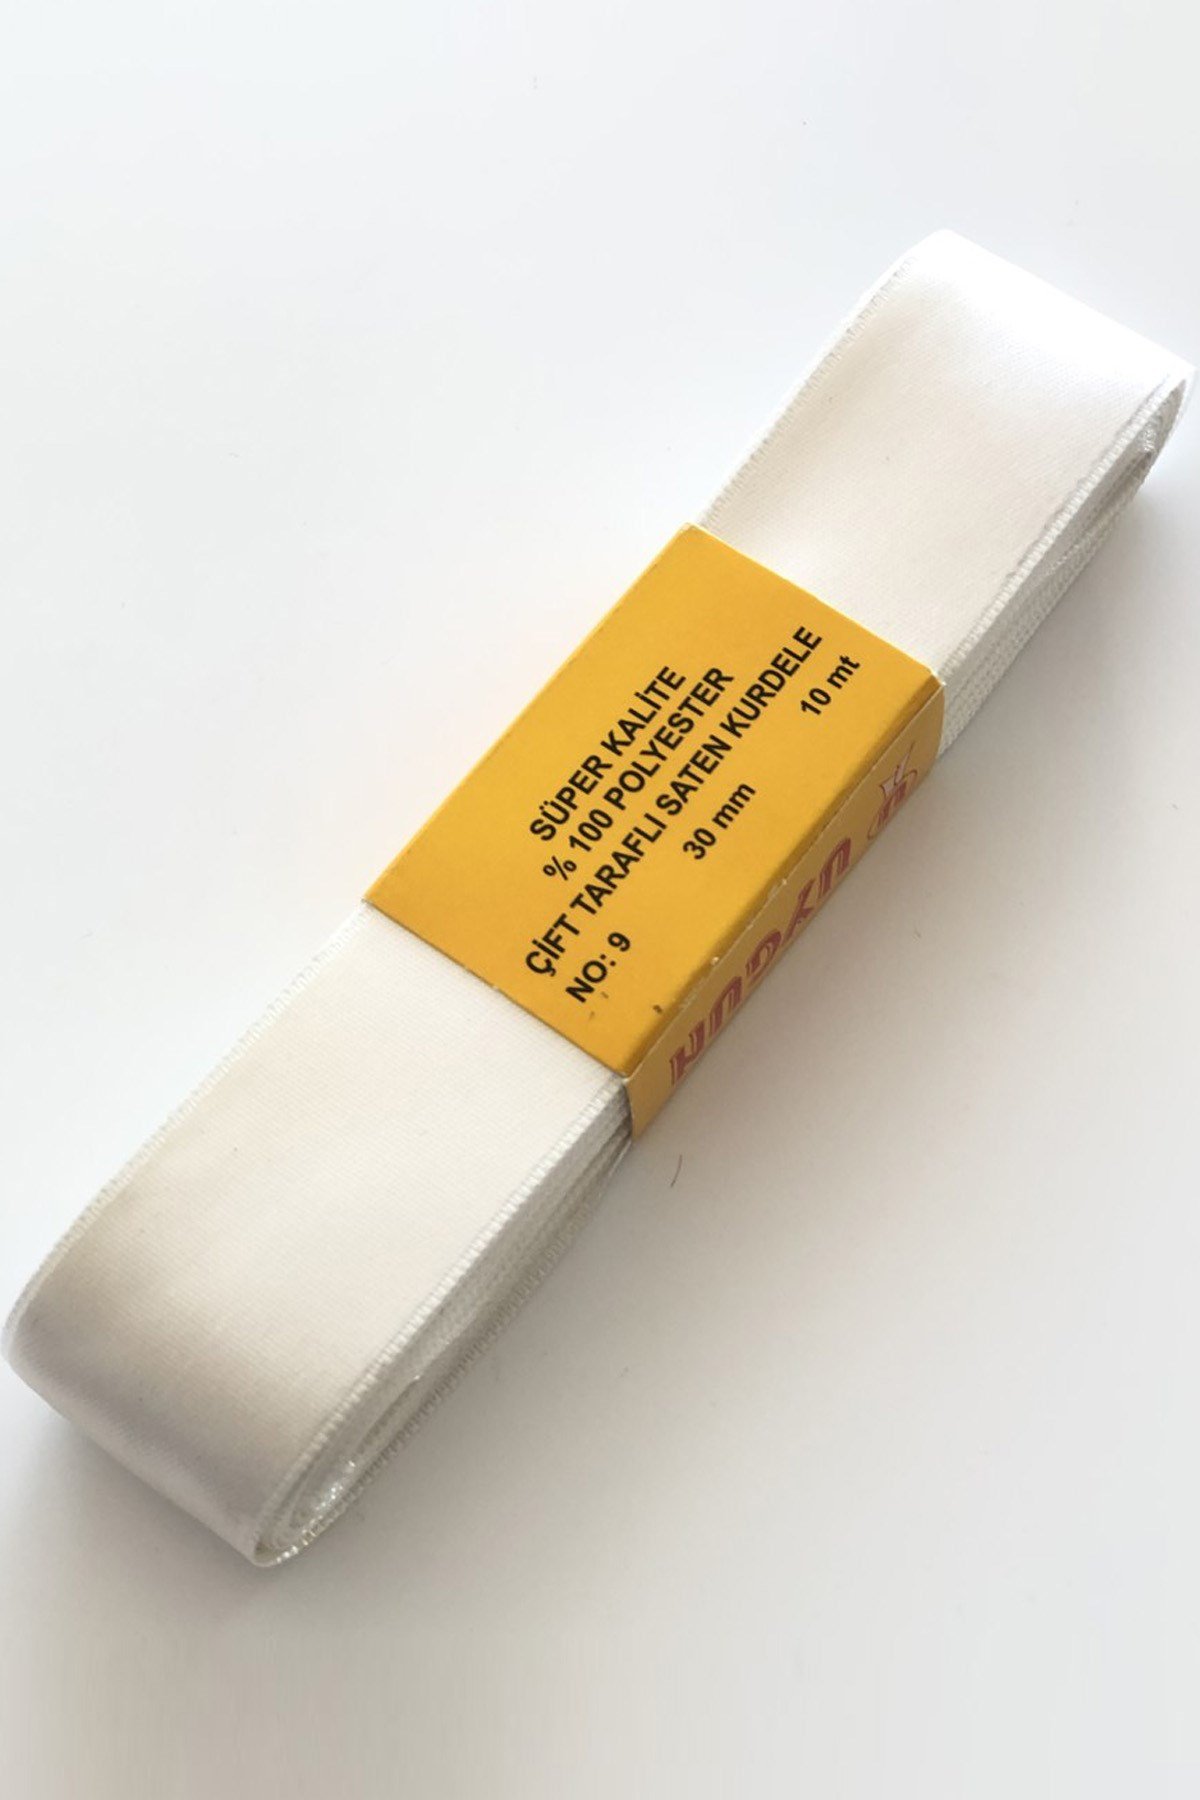 SÜPER KALİTE
% 100 POLYESTER
ÇİFT TARAFLI SATEN KURDELE
NO: 9 30 mm 10 mt